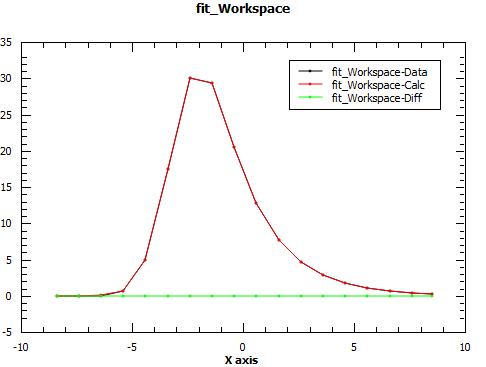 fit_Workspace
35
30
25
20
15
10
5
0
-5
fit_Workspace-Data
fit_Workspace-Calc
fit_Workspace-Diff
-10 -5 0 5 10
X axis